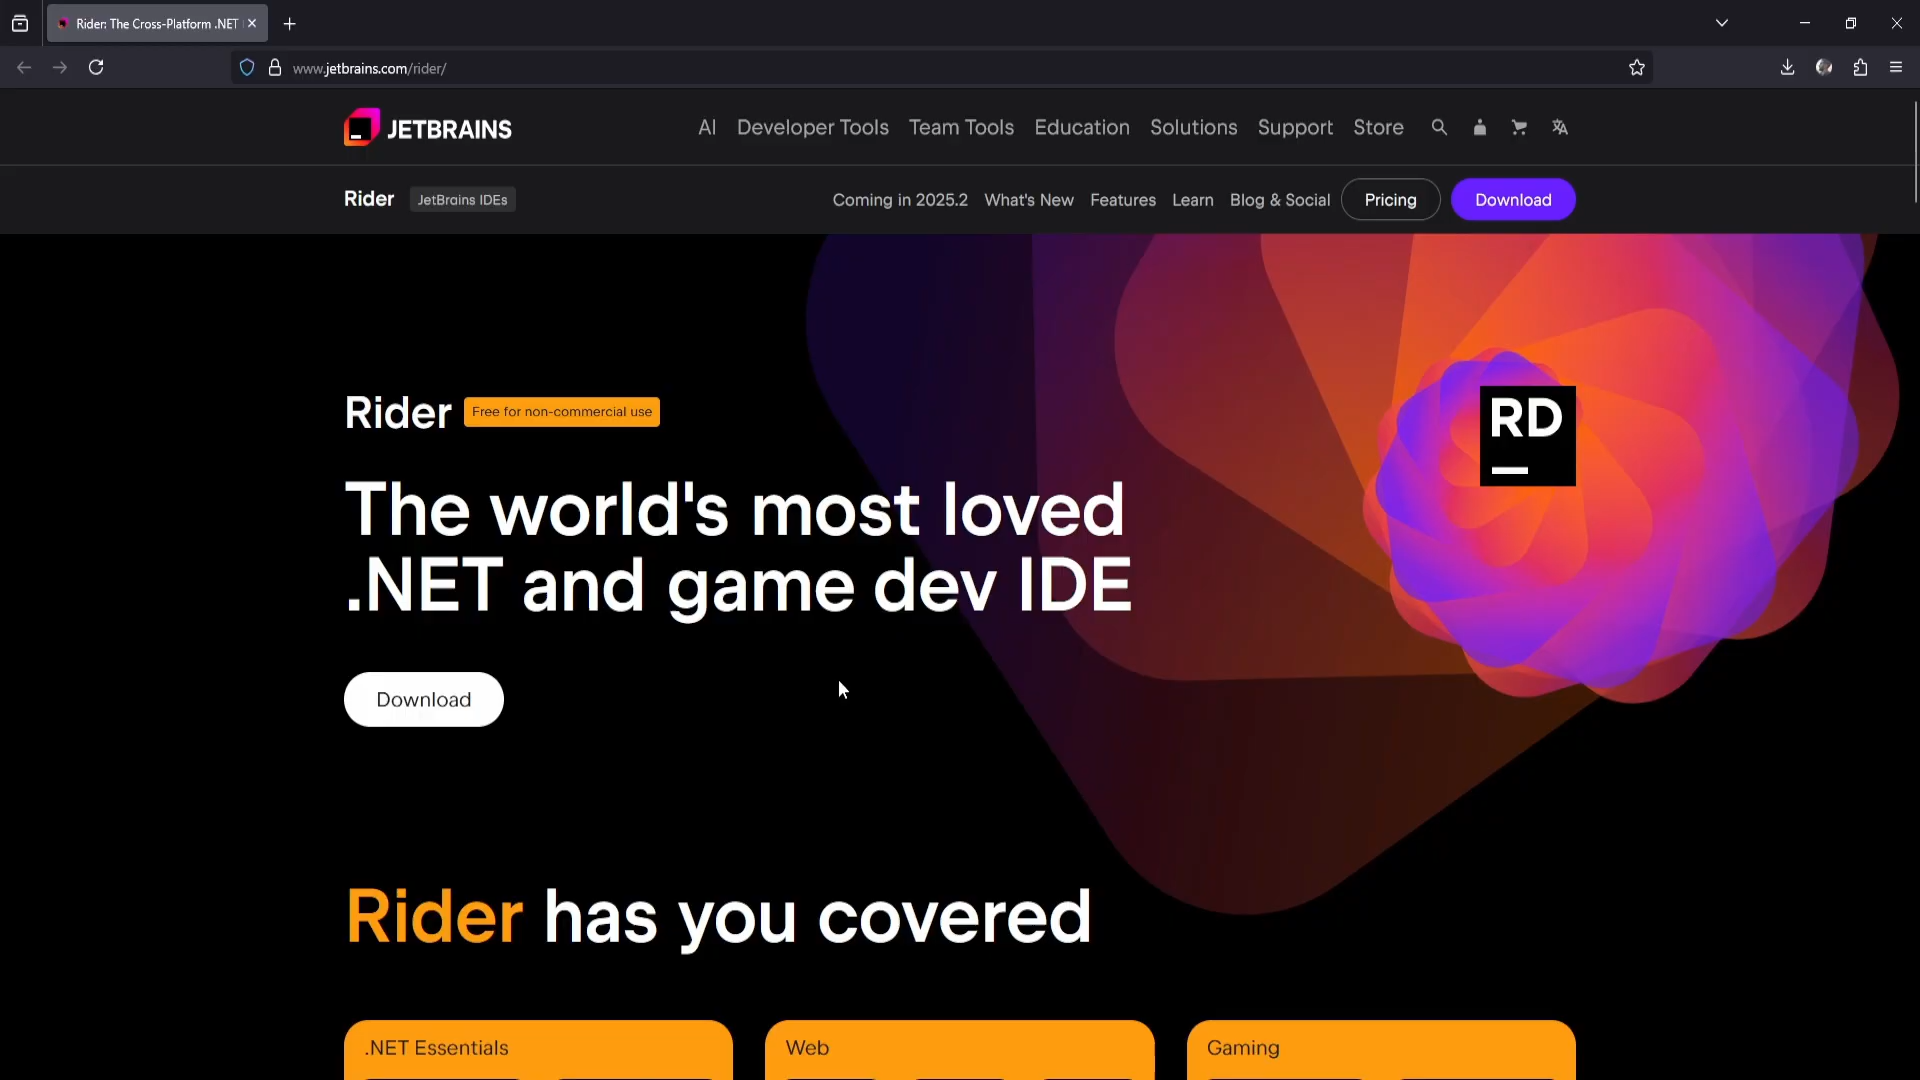 Rider: The Cross-Platform .NET
www.jetbrains.com/rider/
JETBRAINS
AI Developer Tools Team Tools Education Solutions Support Store
Rider JetBrains IDEs Coming in 2025.2 What's New Features Learn Blog & Social Pricing Download
Rider Free for non-commercial use
RD
The world's most loved
.NET and game dev IDE
Download
Rider has you covered
.NET Essentials Web Gaming